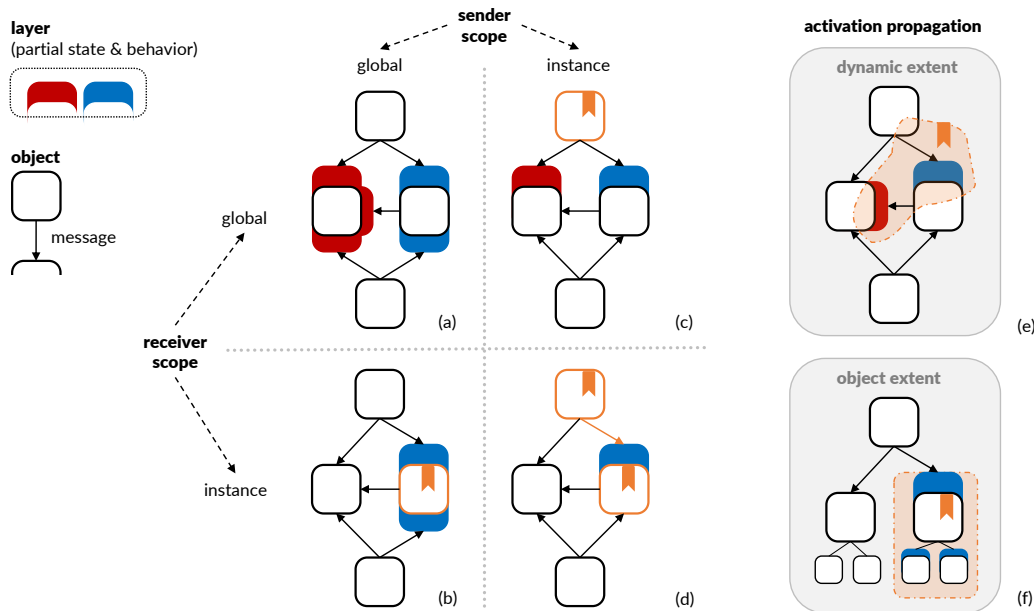 layer
(partial state & behavior)
object
message
sender
scope
global
instance
global
receiver
scope
instance
(a)
(c)
(b)
(d)
activation propagation
dynamic extent
(e)
object extent
(f)